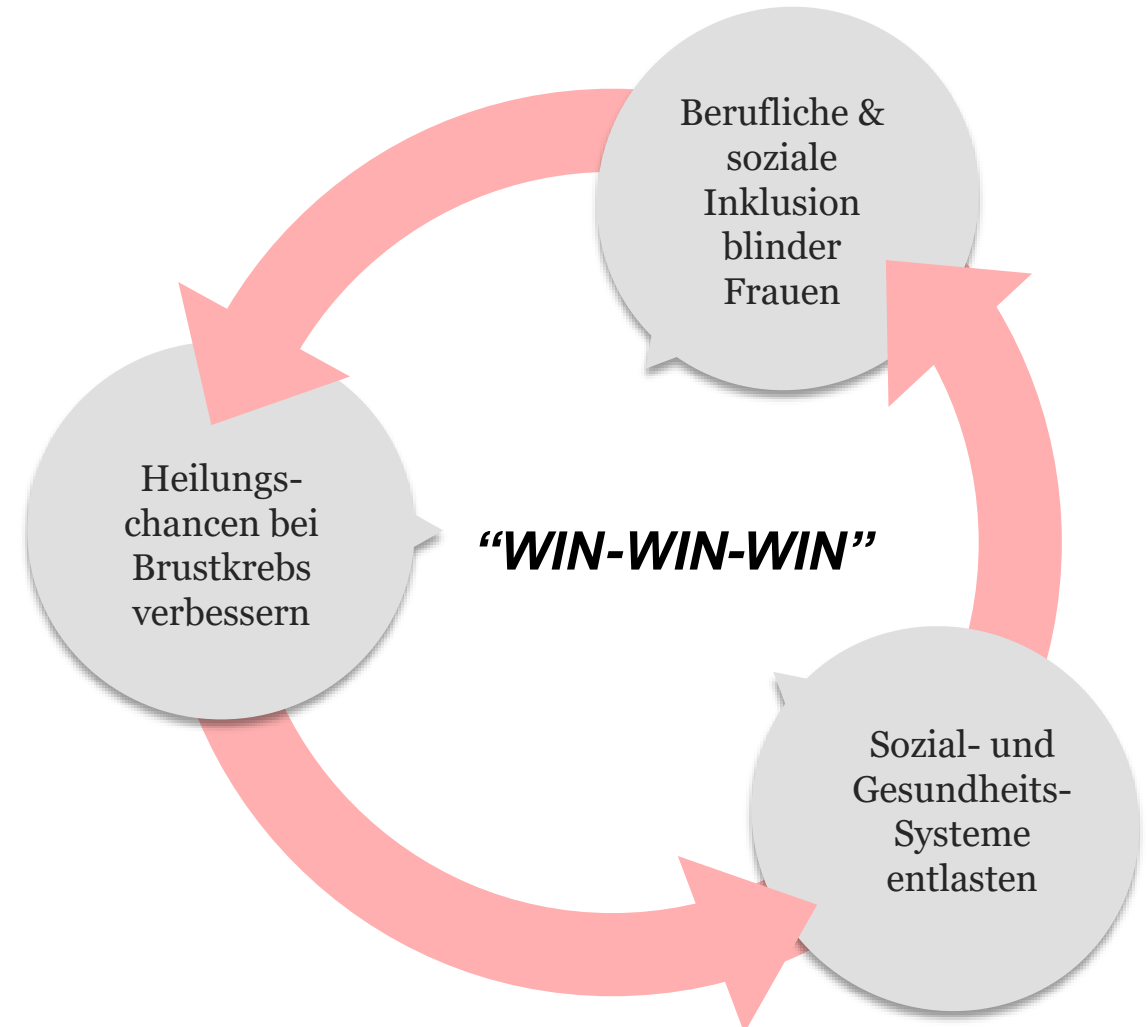 Berufliche &
soziale
Inklusion
blinder
Frauen
Heilungs-
chancen bei
Brustkrebs
verbessern
“WIN-WIN-WIN”
Sozial- und
Gesundheits-
Systeme
entlasten